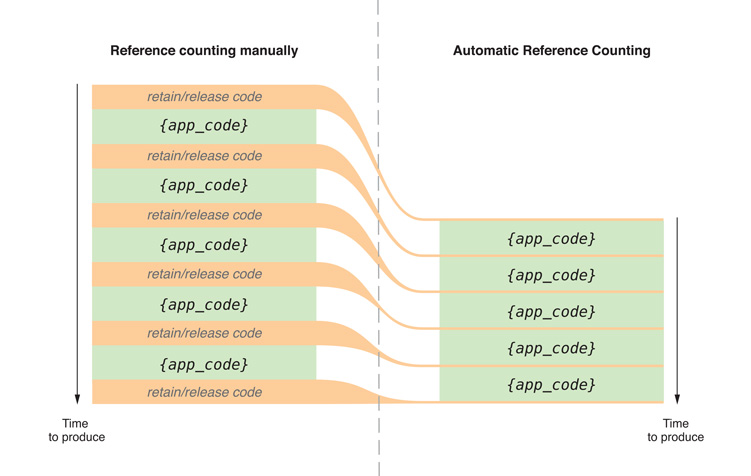 Reference counting manually
Automatic Reference Counting
retain/release code
{app_code}
retain/release code
{app_code}
retain/release code
{app_code}
retain/release code
{app_code}
retain/release code
{app_code}
retain/release code
{app_code}
{app_code}
{app_code}
{app_code}
{app_code}
Time
to produce
Time
to produce